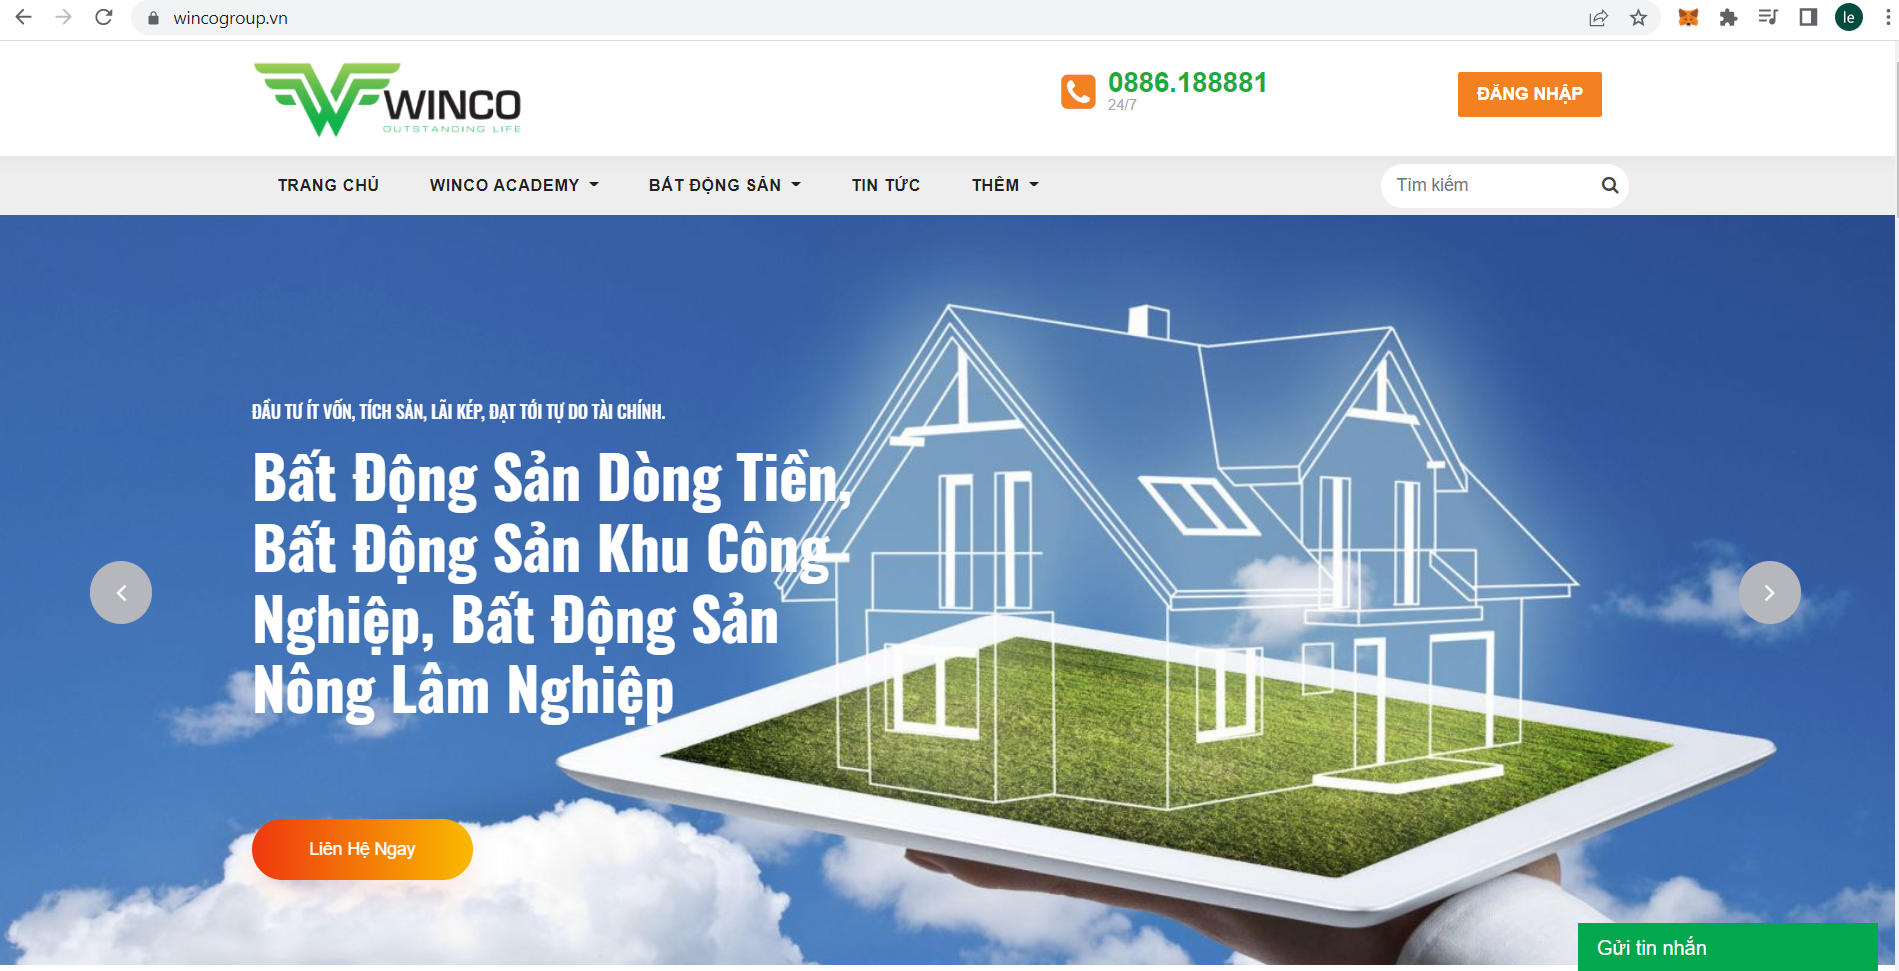 wincogroup.vn
le
WINCO
OUTSTANDING LIFE
0886.188881
24/7
ĐĂNG NHẬP
TRANG CHỦ
WINCO ACADEMY
BẤT ĐỘNG SẢN
TIN TỨC
THÊM
Tìm kiếm
ĐẦU TƯ ÍT VỐN, TÍCH SẢN, LÃI KÉP, ĐẠT TỚI TỰ DO TÀI CHÍNH.
Bất Động Sản Dòng Tiền,
Bất Động Sản Khu Công
Nghiệp, Bất Động Sản
Nông Lâm Nghiệp
Liên Hệ Ngay
Gửi tin nhắn